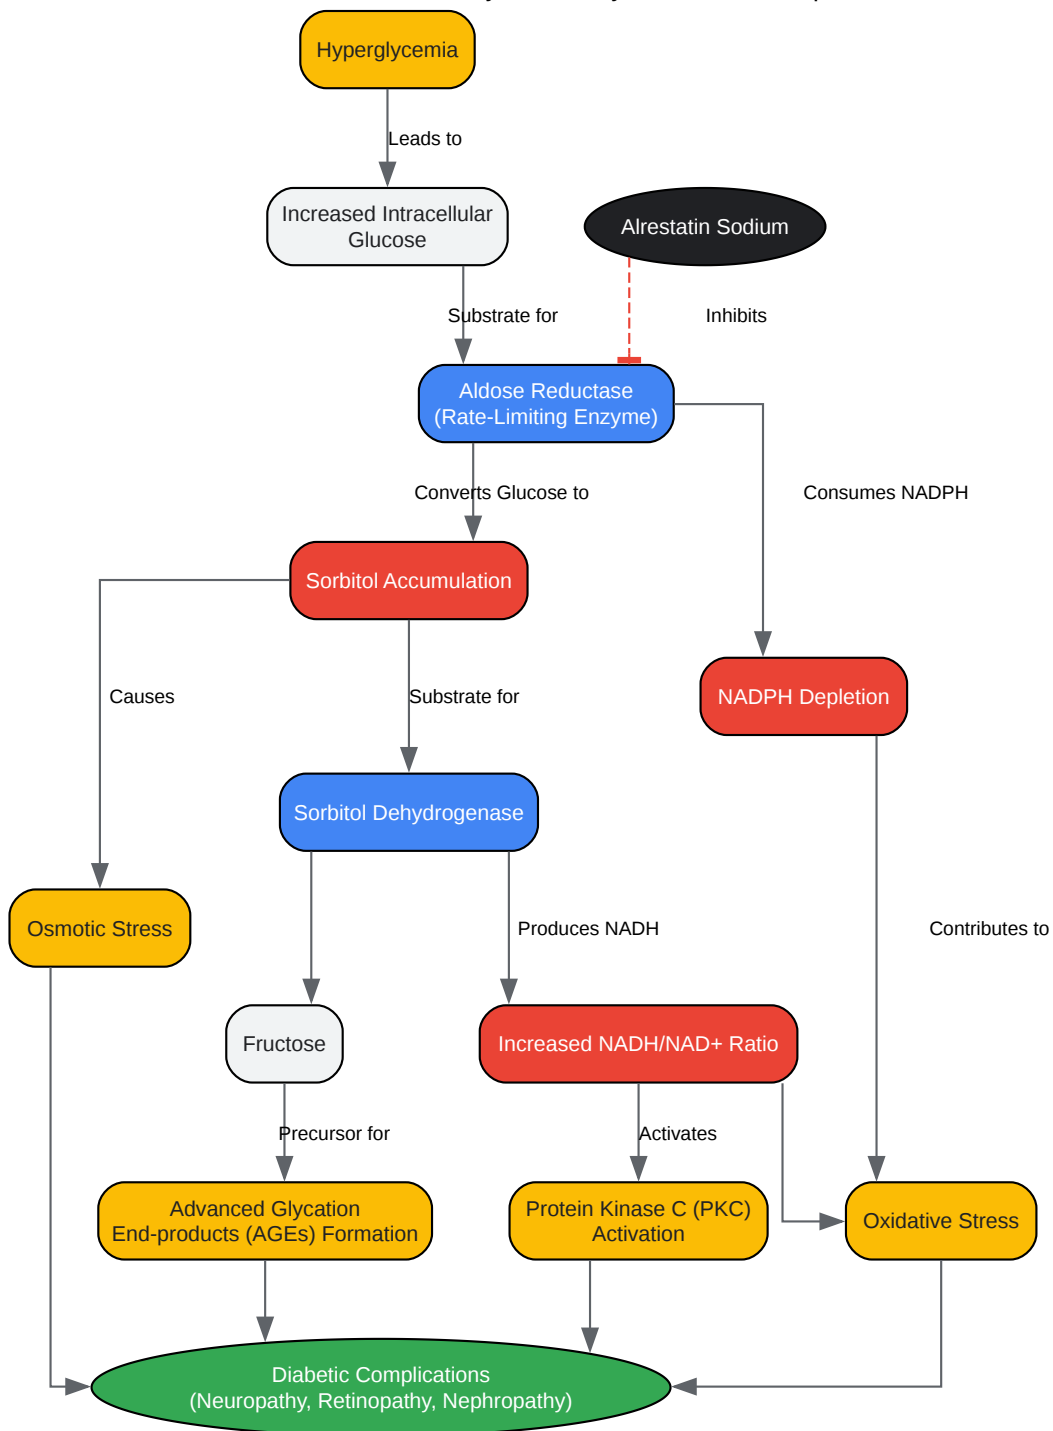 Hyperglycemia
Leads to
Increased Intracellular
Glucose
Alrestatin Sodium
Substrate for
Inhibits
Aldose Reductase
(Rate-Limiting Enzyme)
Converts Glucose to
Consumes NADPH
Sorbitol Accumulation
Causes
Substrate for
NADPH Depletion
Sorbitol Dehydrogenase
Osmotic Stress
Produces NADH
Contributes to
Fructose
Increased NADH/NAD+ Ratio
Precursor for
Activates
Advanced Glycation
End-products (AGEs) Formation
Protein Kinase C (PKC)
Activation
Oxidative Stress
Diabetic Complications
(Neuropathy, Retinopathy, Nephropathy)